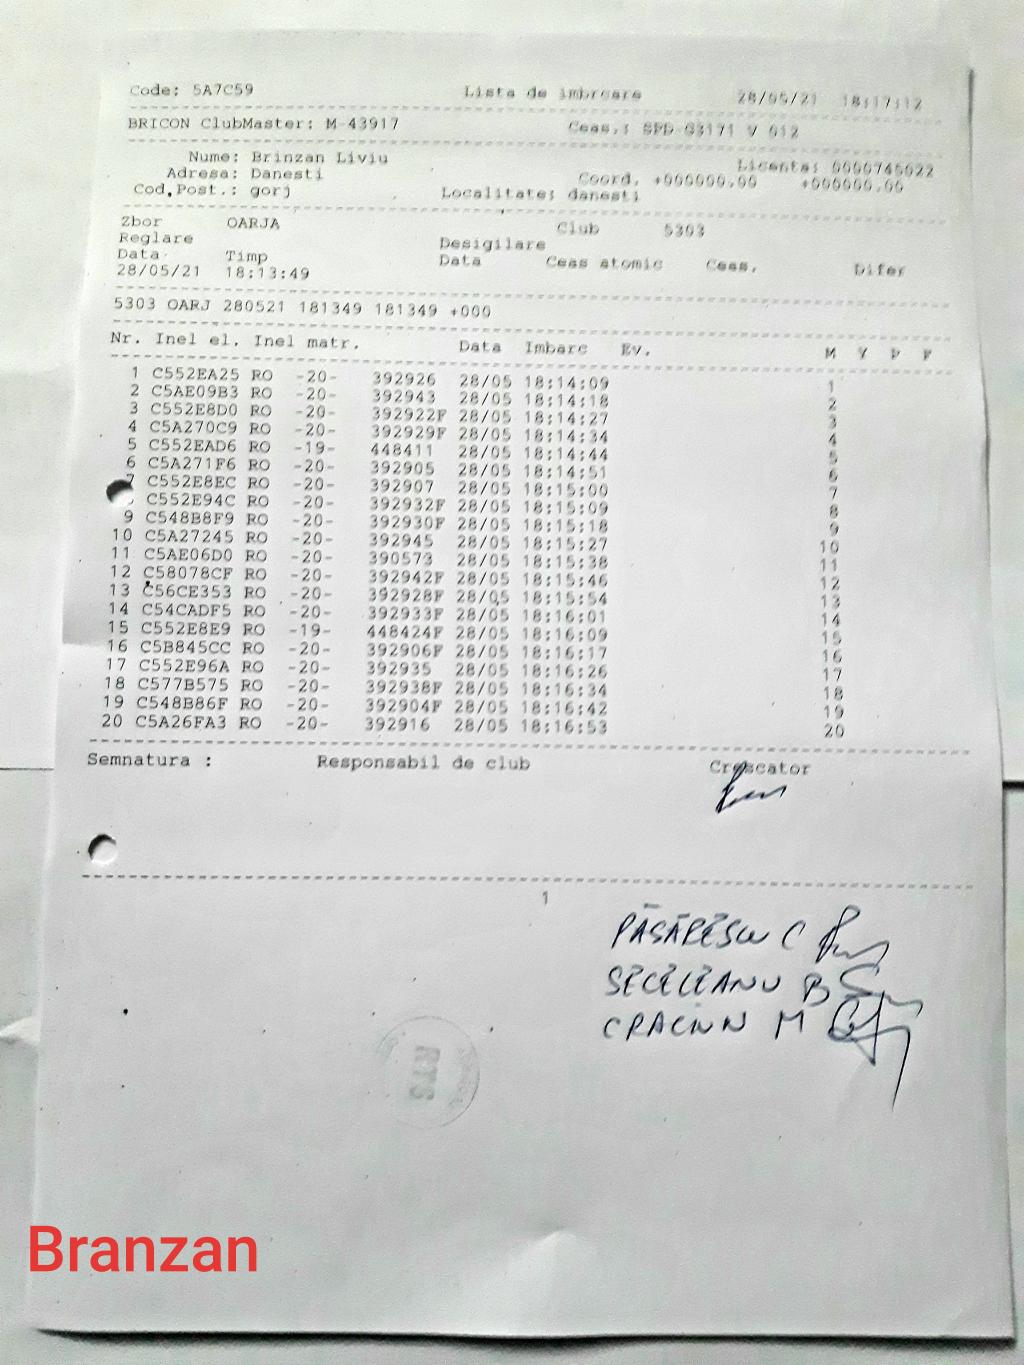 Code: 5A7C59 Lista de imbrcare 28/05/21 18:17:12
BRICON ClubMaster: M-43917 Ceas.: SPD G3171 V 012
Nume: Brinzan Liviu Licenta: 0000745022
Adresa: Danesti Coord. +000000.00 +000000.00
Cod.Post.: gorj Localitate: danesti
Zbor OARJA Club 5303
Reglare Desigilare
Data Timp Data Ceas atomic Ceas. Difer
28/05/21 18:13:49
5303 OARJ 280521 181349 181349 +000
Nr. Inel el. Inel matr. Data Imbarc Ev. M Y P F
1 C552EA25 RO -20- 392926 28/05 18:14:09 1
2 C5AE09B3 RO -20- 392943 28/05 18:14:18 2
3 C552E8D0 RO -20- 392922F 28/05 18:14:27 3
4 C5A270C9 RO -20- 392929F 28/05 18:14:34 4
5 C552EAD6 RO -19- 448411 28/05 18:14:44 5
6 C5A271F6 RO -20- 392905 28/05 18:14:51 6
7 C552E8EC RO -20- 392907 28/05 18:15:00 7
C552E94C RO -20- 392932F 28/05 18:15:09 8
9 C548B8F9 RO -20- 392930F 28/05 18:15:18 9
10 C5A27245 RO -20- 392945 28/05 18:15:27 10
11 C5AE06D0 RO -20- 390573 28/05 18:15:38 11
12 C58078CF RO -20- 392942F 28/05 18:15:46 12
13 C56CE353 RO -20- 392928F 28/05 18:15:54 13
14 C54CADF5 RO -20- 392933F 28/05 18:16:01 14
15 C552E8E9 RO -19- 448424F 28/05 18:16:09 15
16 C5B845CC RO -20- 392906F 28/05 18:16:17 16
17 C552E96A RO -20- 392935 28/05 18:16:26 17
18 C577B575 RO -20- 392938F 28/05 18:16:34 18
19 C548B86F RO -20- 392904F 28/05 18:16:42 19
20 C5A26FA3 RO -20- 392916 28/05 18:16:53 20
Semnatura : Responsabil de club Crescator
1
PĂSĂRESCU C
SECELEANU B
CRACIUN M
RTS
Branzan